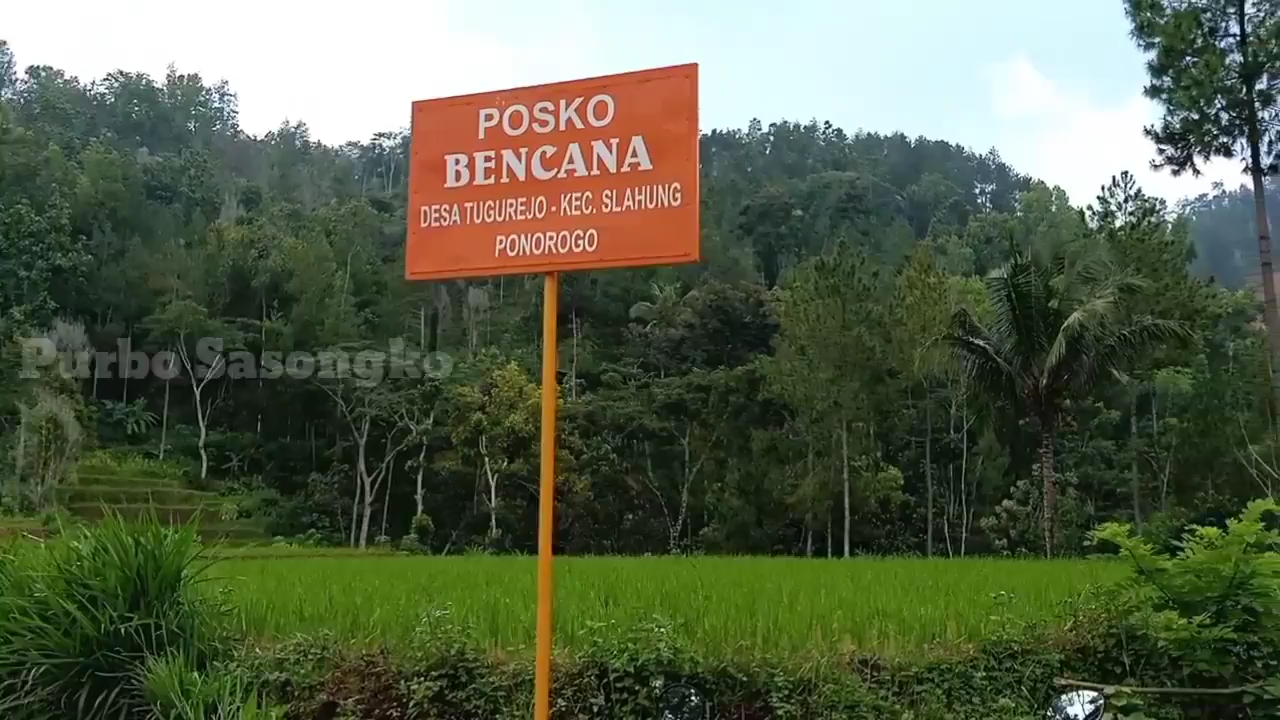 POSKO
BENCANA
DESA TUGUREJO - KEC. SLAHUNG
PONOROGO
Purbo Sasongko